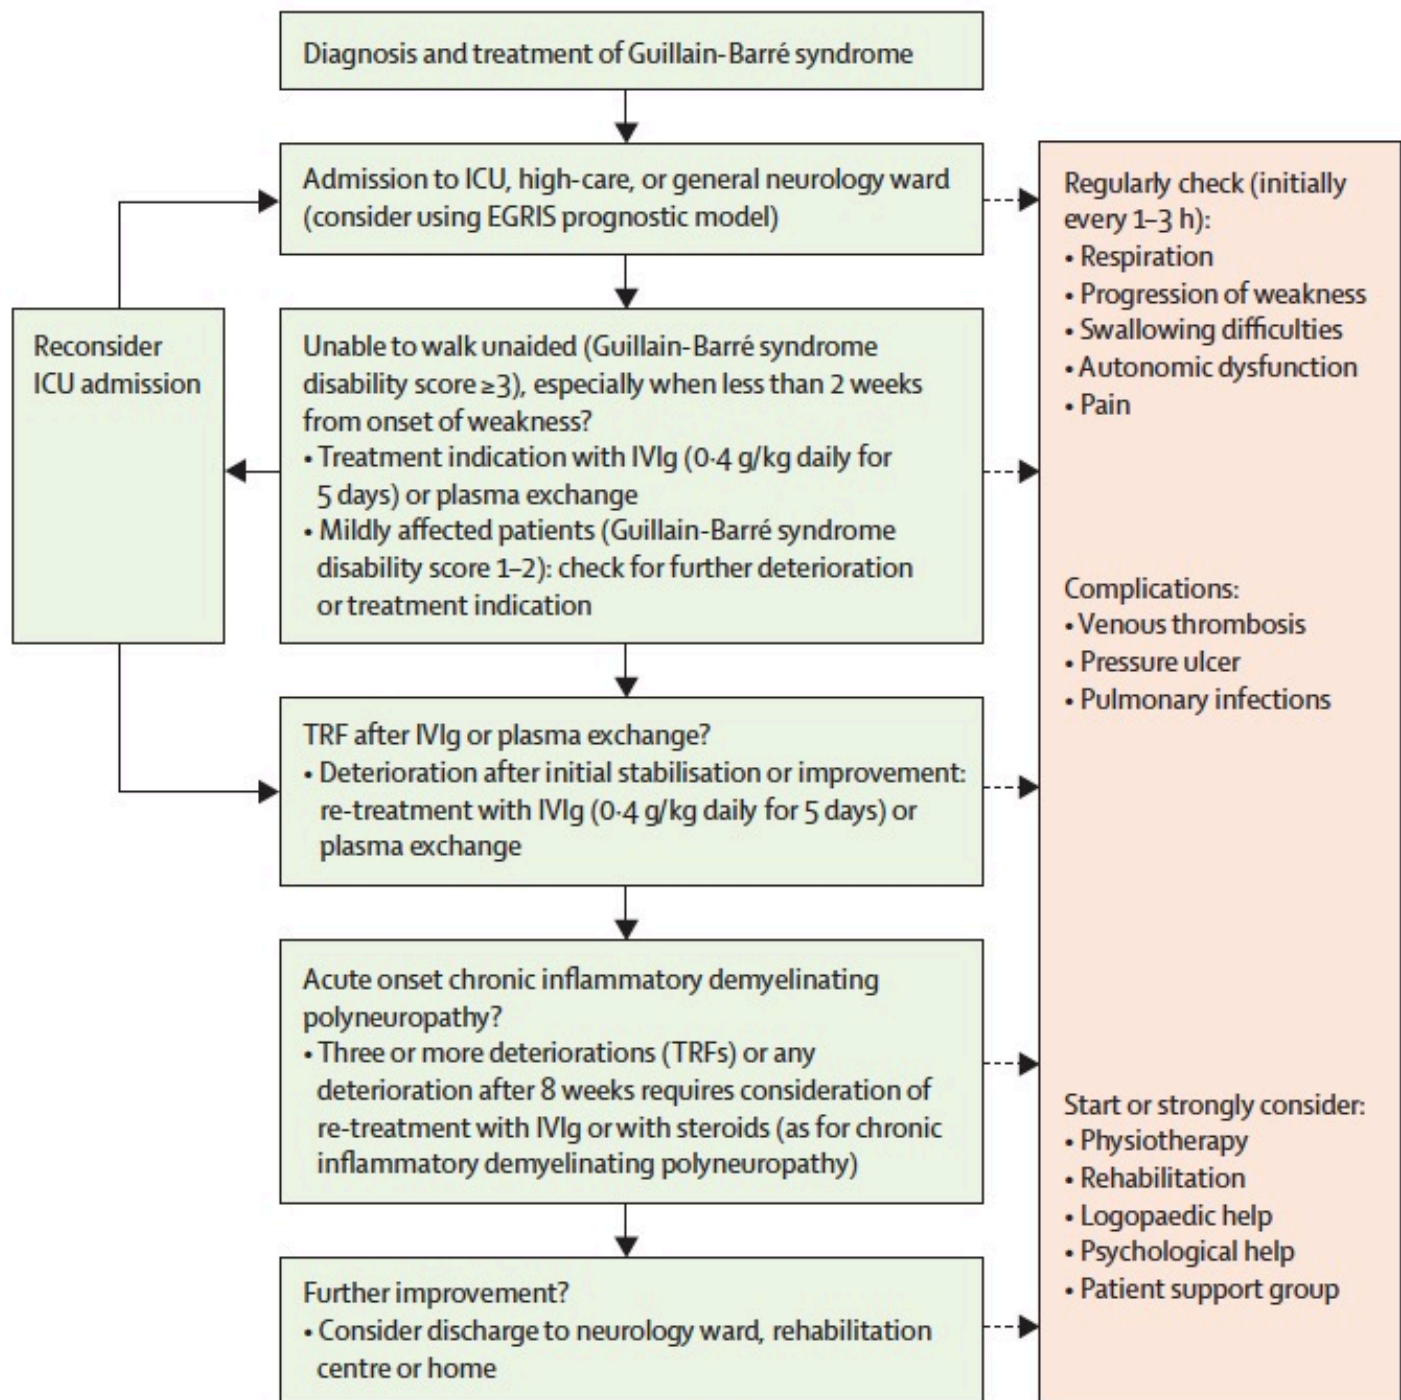 Diagnosis and treatment of Guillain-Barré syndrome
Admission to ICU, high-care, or general neurology ward
(consider using EGRIS prognostic model)
Reconsider
ICU admission
Unable to walk unaided (Guillain-Barré syndrome
disability score ≥3), especially when less than 2 weeks
from onset of weakness?
• Treatment indication with IVIg (0·4 g/kg daily for
5 days) or plasma exchange
• Mildly affected patients (Guillain-Barré syndrome
disability score 1–2): check for further deterioration
or treatment indication
TRF after IVIg or plasma exchange?
• Deterioration after initial stabilisation or improvement:
re-treatment with IVIg (0·4 g/kg daily for 5 days) or
plasma exchange
Acute onset chronic inflammatory demyelinating
polyneuropathy?
• Three or more deteriorations (TRFs) or any
deterioration after 8 weeks requires consideration of
re-treatment with IVIg or with steroids (as for chronic
inflammatory demyelinating polyneuropathy)
Further improvement?
• Consider discharge to neurology ward, rehabilitation
centre or home
Regularly check (initially
every 1–3 h):
• Respiration
• Progression of weakness
• Swallowing difficulties
• Autonomic dysfunction
• Pain
Complications:
• Venous thrombosis
• Pressure ulcer
• Pulmonary infections
Start or strongly consider:
• Physiotherapy
• Rehabilitation
• Logopaedic help
• Psychological help
• Patient support group